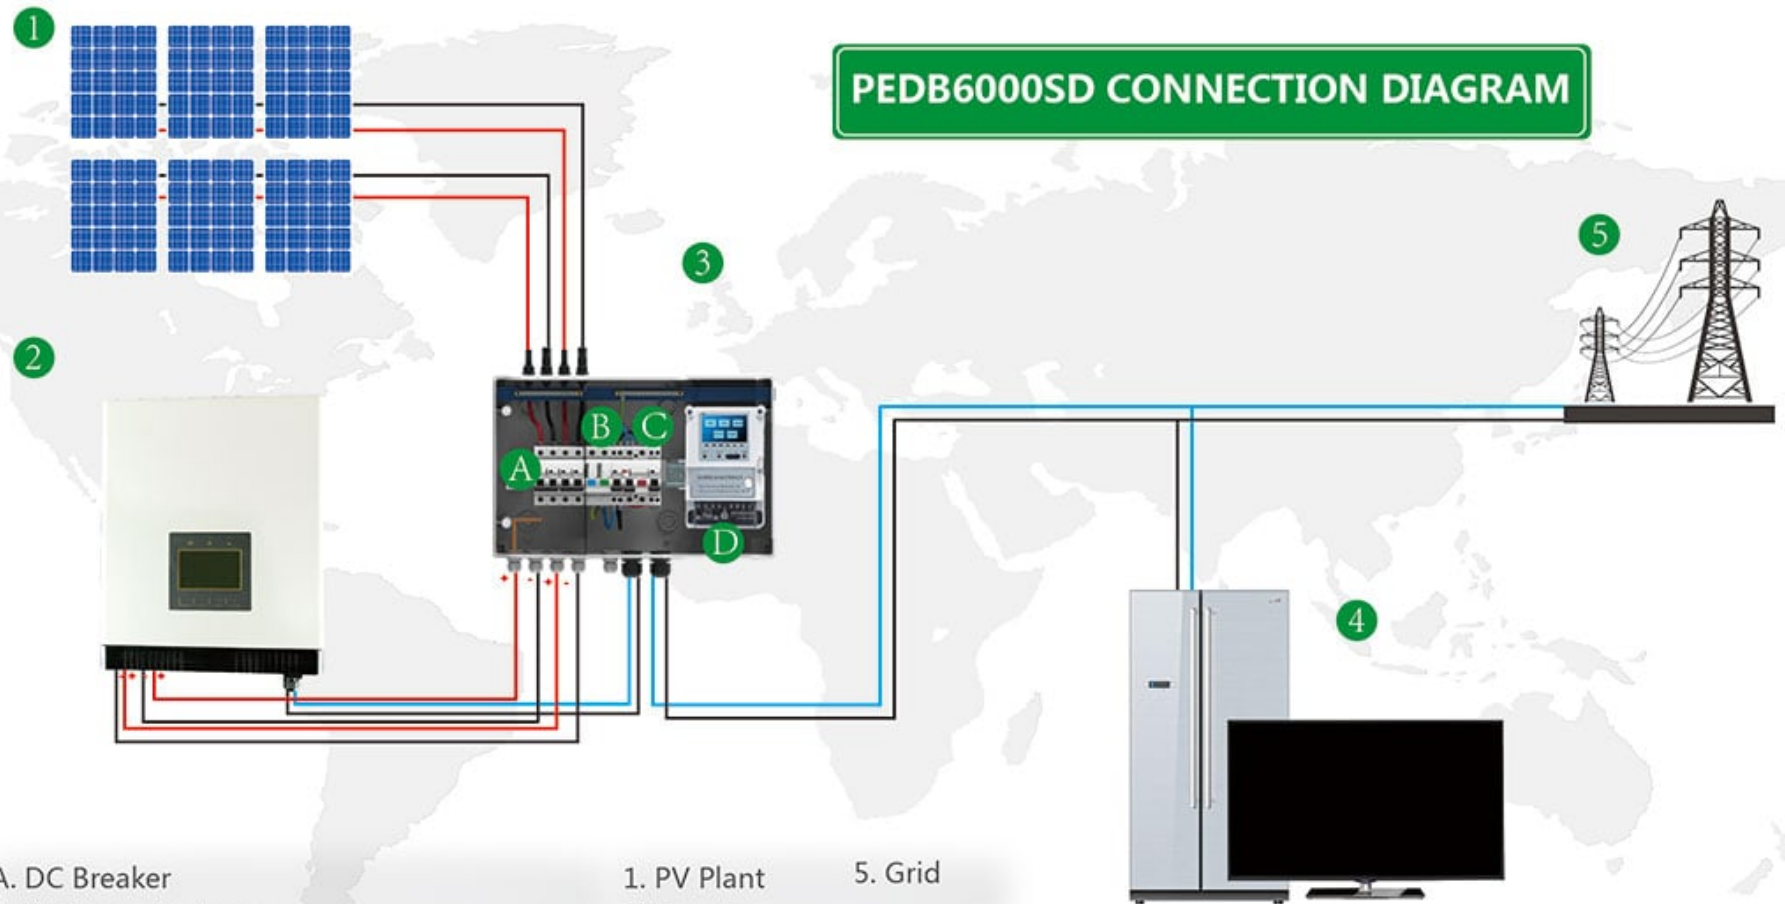 1
PEDB6000SD CONNECTION DIAGRAM
5
3
2
B
C
A
D
+ - + -
4
A. DC Breaker
1. PV Plant
5. Grid